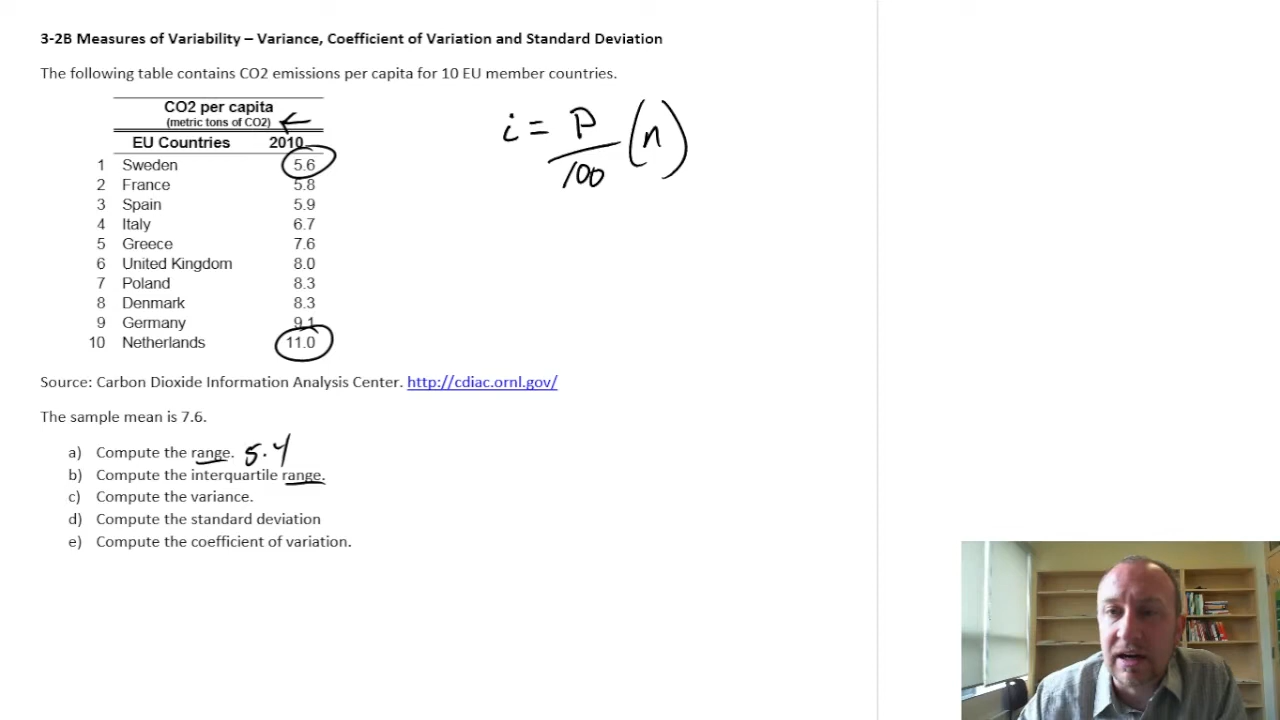 3-2B Measures of Variability – Variance, Coefficient of Variation and Standard Deviation
The following table contains CO2 emissions per capita for 10 EU member countries.
CO2 per capita
(metric tons of CO2)
EU Countries 2010
1 Sweden 5.6
2 France 5.8
3 Spain 5.9
4 Italy 6.7
5 Greece 7.6
6 United Kingdom 8.0
7 Poland 8.3
8 Denmark 8.3
9 Germany 9.1
10 Netherlands 11.0
i = P/100 (n)
Source: Carbon Dioxide Information Analysis Center. http://cdiac.ornl.gov/
The sample mean is 7.6.
a) Compute the range. 5.4
b) Compute the interquartile range.
c) Compute the variance.
d) Compute the standard deviation
e) Compute the coefficient of variation.